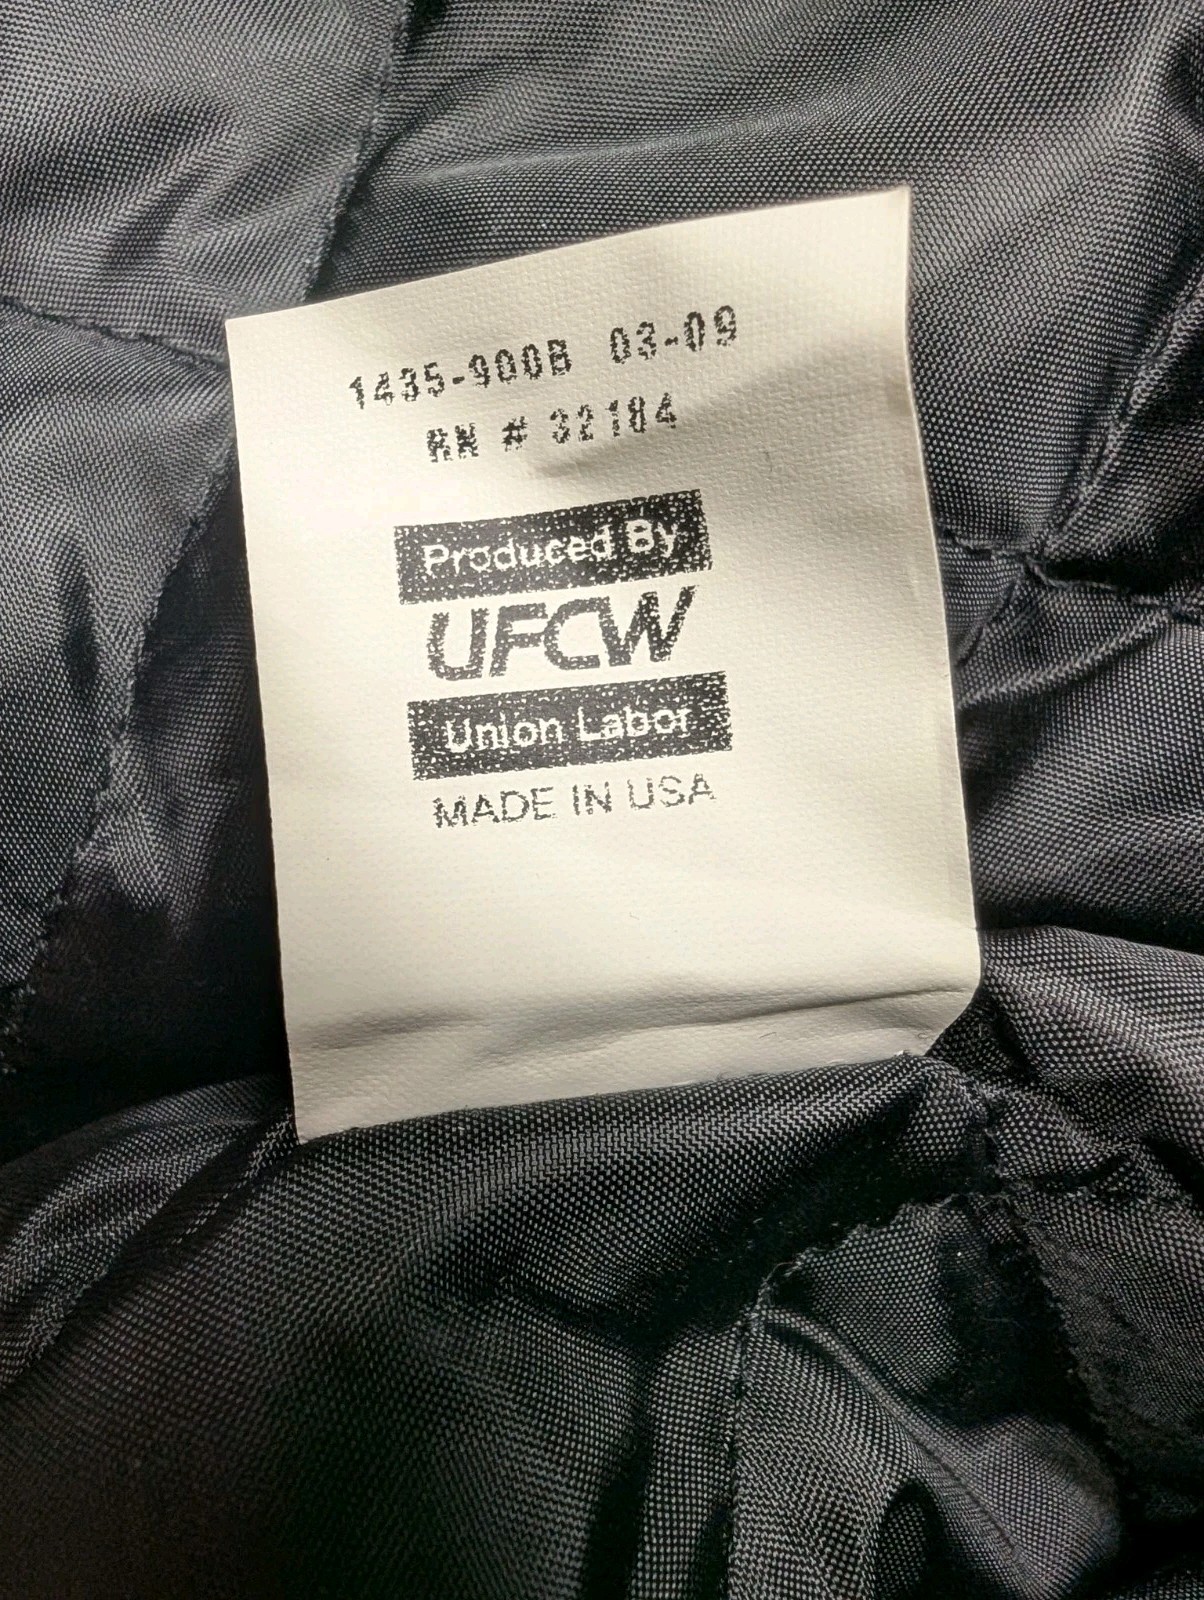 1435-900B 03-09
RN # 32184
Produced By
UFCW
Union Labor
MADE IN USA